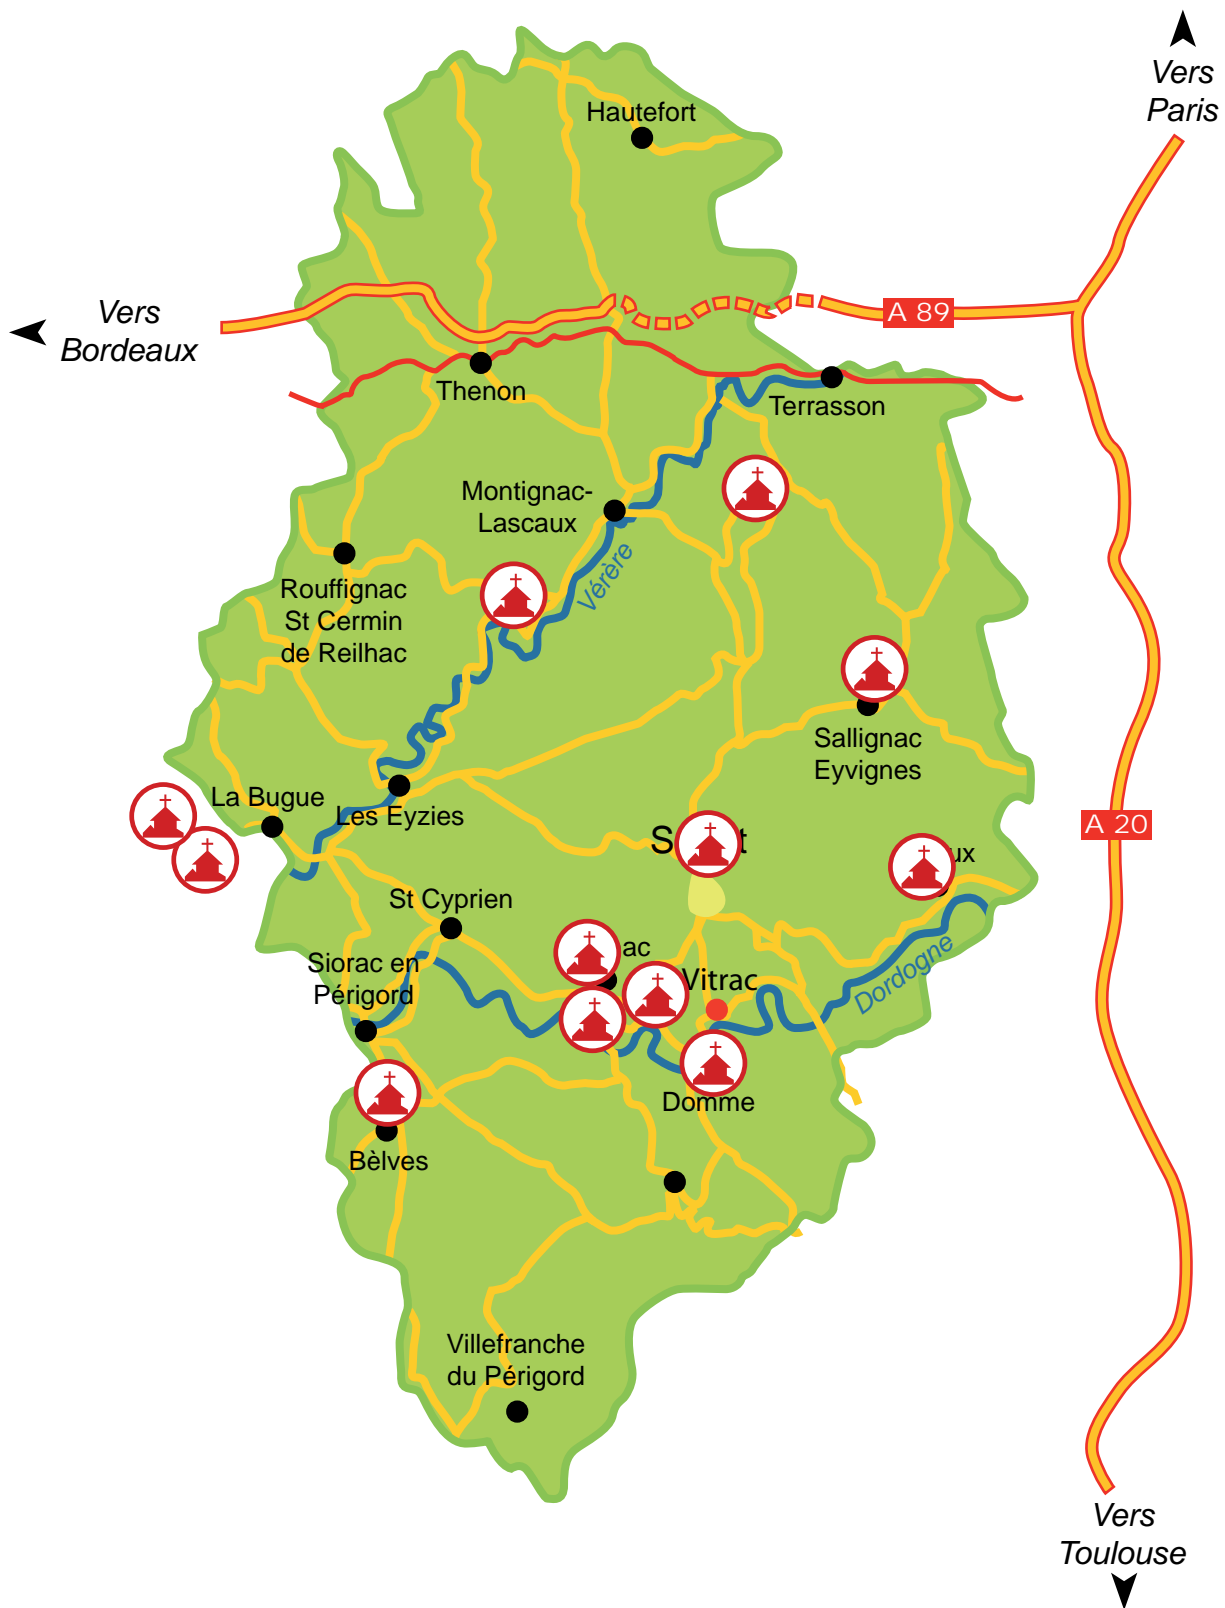 Vers
Paris
Hautefort
Vers
Bordeaux
A 89
Thenon
Terrasson
Montignac-
Lascaux
Vérère
Rouffignac
St Cermin
de Reilhac
Sallignac
Eyvignes
La Bugue
Les Eyzies
A 20
St Cyprien
Siorac en
Périgord
Vitrac
Dordogne
Domme
Bèlves
Villefranche
du Périgord
Vers
Toulouse